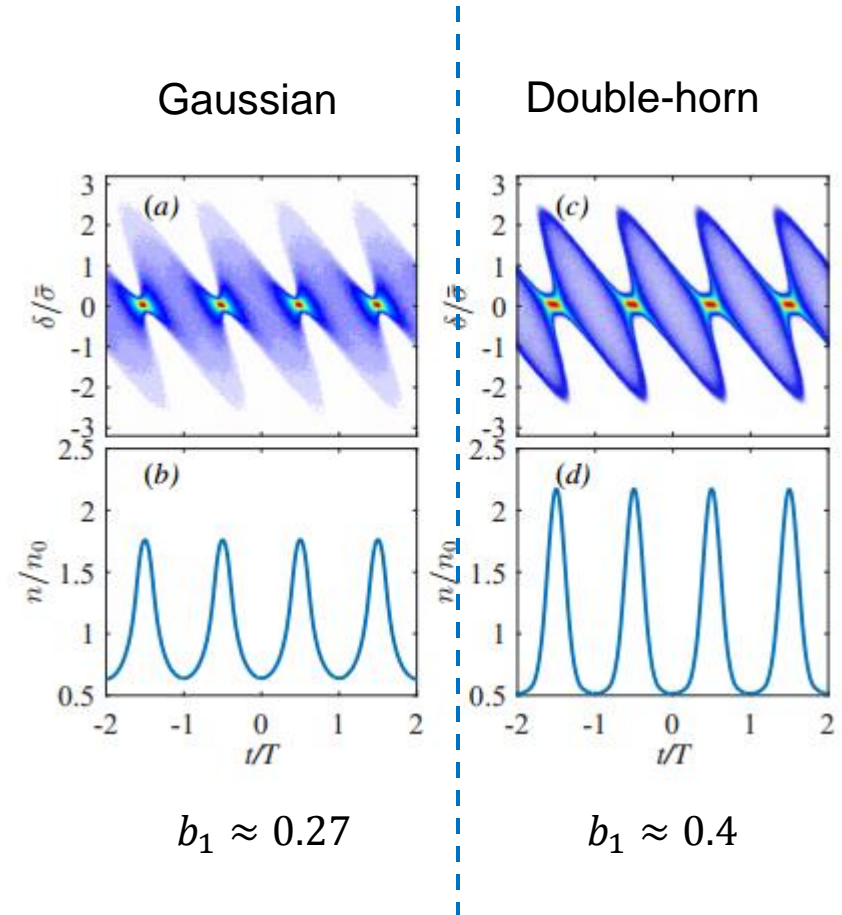 Gaussian
Double-horn
(a)
3
2
1
0
-1
-2
-3
δ/σ̄
(b)
2.5
2
1.5
1
0.5
n/n₀
-2 -1 0 1 2
t/T
(c)
3
2
1
0
-1
-2
-3
δ/σ̄
(d)
2.5
2
1.5
1
0.5
n/n₀
-2 -1 0 1 2
t/T
b₁ ≈ 0.27
b₁ ≈ 0.4